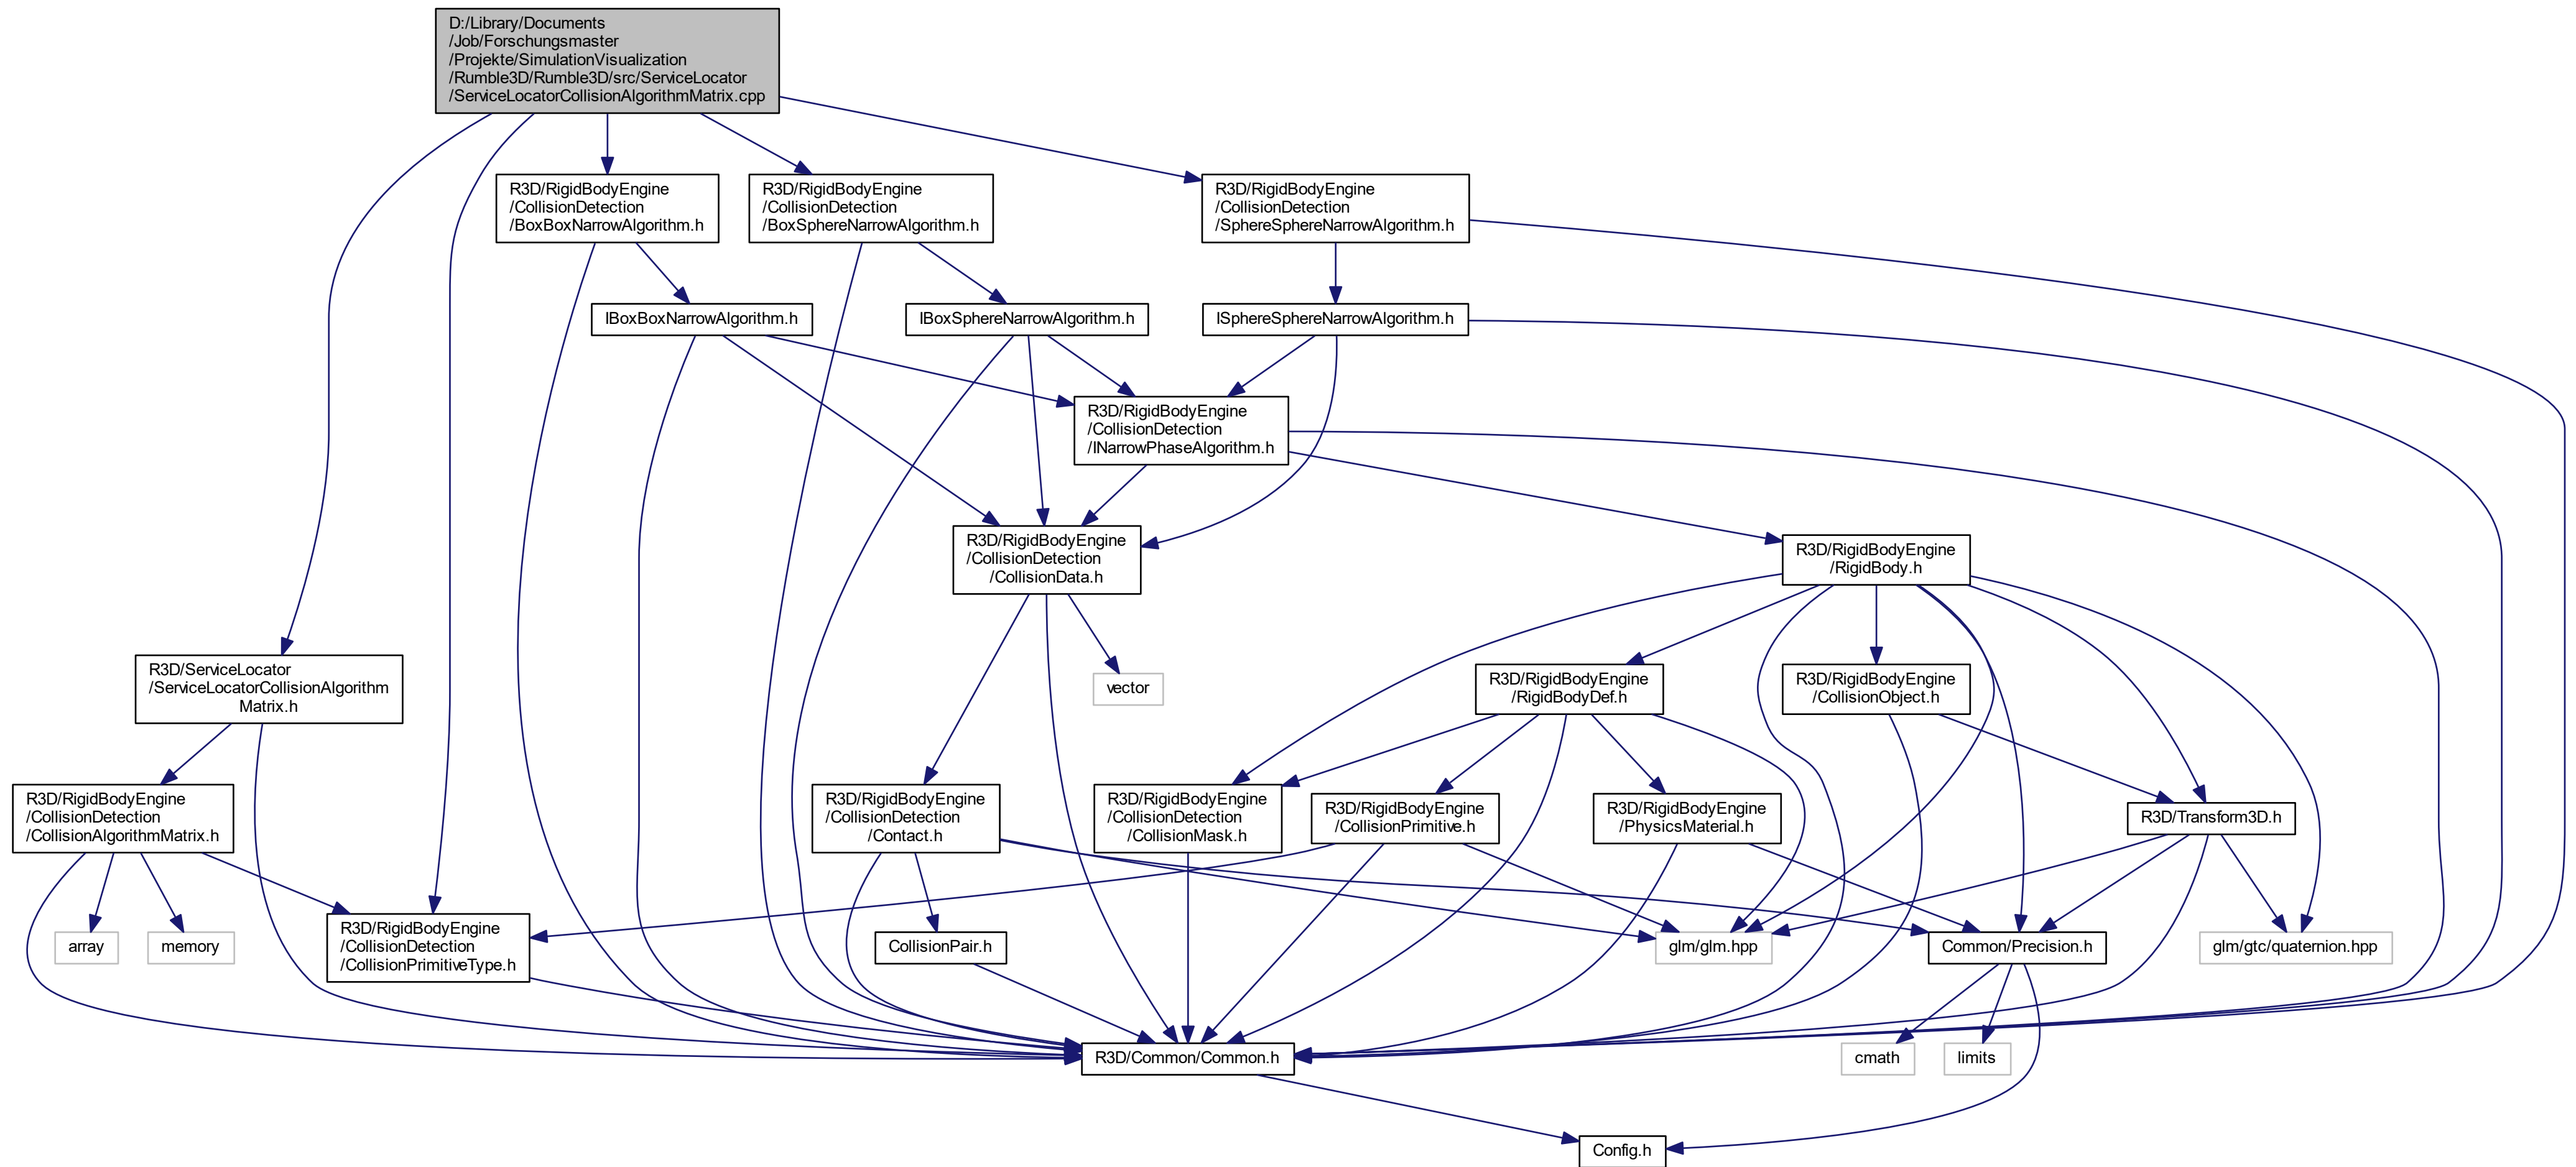 D:/Library/Documents
/Job/Forschungsmaster
/Projekte/SimulationVisualization
/Rumble3D/Rumble3D/src/ServiceLocator
/ServiceLocatorCollisionAlgorithmMatrix.cpp
R3D/RigidBodyEngine
/CollisionDetection
/BoxBoxNarrowAlgorithm.h
R3D/RigidBodyEngine
/CollisionDetection
/BoxSphereNarrowAlgorithm.h
R3D/RigidBodyEngine
/CollisionDetection
/SphereSphereNarrowAlgorithm.h
IBoxBoxNarrowAlgorithm.h
IBoxSphereNarrowAlgorithm.h
ISphereSphereNarrowAlgorithm.h
R3D/RigidBodyEngine
/CollisionDetection
/INarrowPhaseAlgorithm.h
R3D/RigidBodyEngine
/CollisionDetection
/CollisionData.h
R3D/RigidBodyEngine
/RigidBody.h
R3D/ServiceLocator
/ServiceLocatorCollisionAlgorithm
Matrix.h
vector
R3D/RigidBodyEngine
/RigidBodyDef.h
R3D/RigidBodyEngine
/CollisionObject.h
R3D/RigidBodyEngine
/CollisionDetection
/CollisionAlgorithmMatrix.h
R3D/RigidBodyEngine
/CollisionDetection
/Contact.h
R3D/RigidBodyEngine
/CollisionDetection
/CollisionMask.h
R3D/RigidBodyEngine
/CollisionPrimitive.h
R3D/RigidBodyEngine
/PhysicsMaterial.h
R3D/Transform3D.h
array
memory
R3D/RigidBodyEngine
/CollisionDetection
/CollisionPrimitiveType.h
CollisionPair.h
glm/glm.hpp
Common/Precision.h
glm/gtc/quaternion.hpp
R3D/Common/Common.h
cmath
limits
Config.h